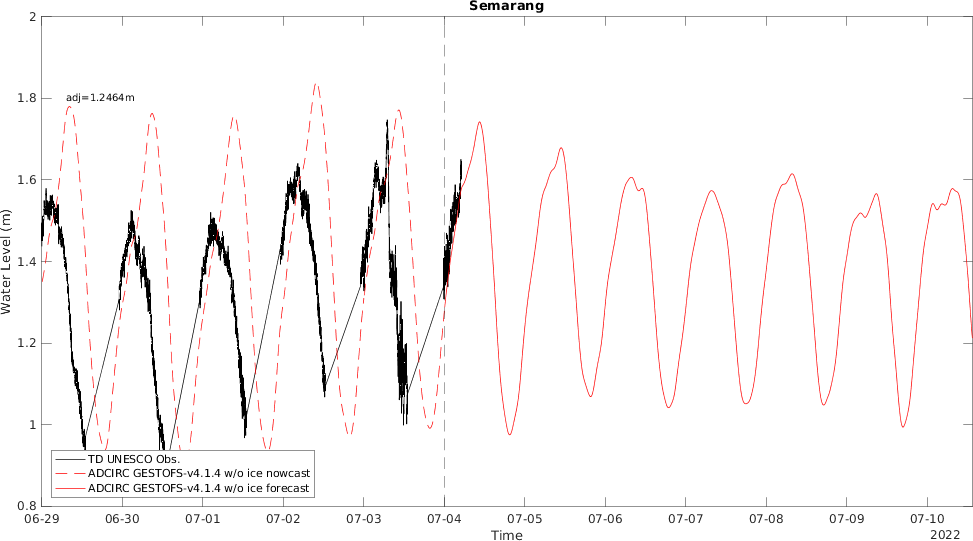 Semarang
2
adj=1.2464m
1.8
1.6
1.4
1.2
1
0.8
Water Level (m)
TD UNESCO Obs.
ADCIRC GESTOFS-v4.1.4 w/o ice nowcast
ADCIRC GESTOFS-v4.1.4 w/o ice forecast
06-29 06-30 07-01 07-02 07-03 07-04 07-05 07-06 07-07 07-08 07-09 07-10
Time
2022